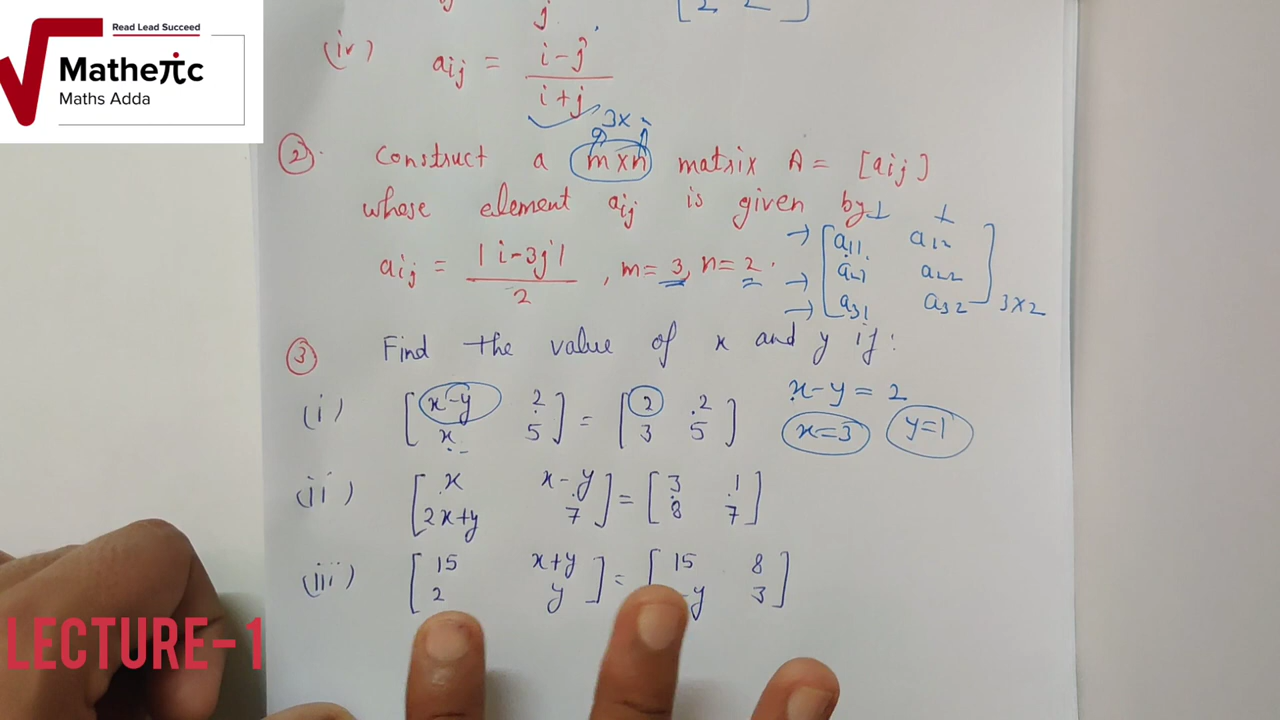 Read Lead Succeed
Matheπc
Maths Adda
(iv) aij = i-j / i+j
3x
② Construct a m×n matrix A = [aij]
whose element aij is given by
aij = |i-3j| / 2 , m=3, n=2.
[a11 a12
a21 a22
a31 a32] 3x2
③ Find the value of x and y if:
(i) [x-y 2 = [2 2
x 5] 3 5]
x-y=2
x=3 y=1
(ii) [x x-y = [3 1
2x+y 7] 8 7]
(iii) [15 x+y = [15 8
2 y] -y 3]
LECTURE-1